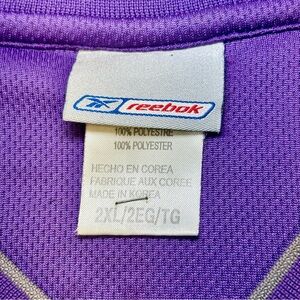 Reebok
100% POLYESTRE
100% POLYESTER
HECHO EN COREA
FABRIQUE AUX COREE
MADE IN KOREA
2XL/2EG/TG